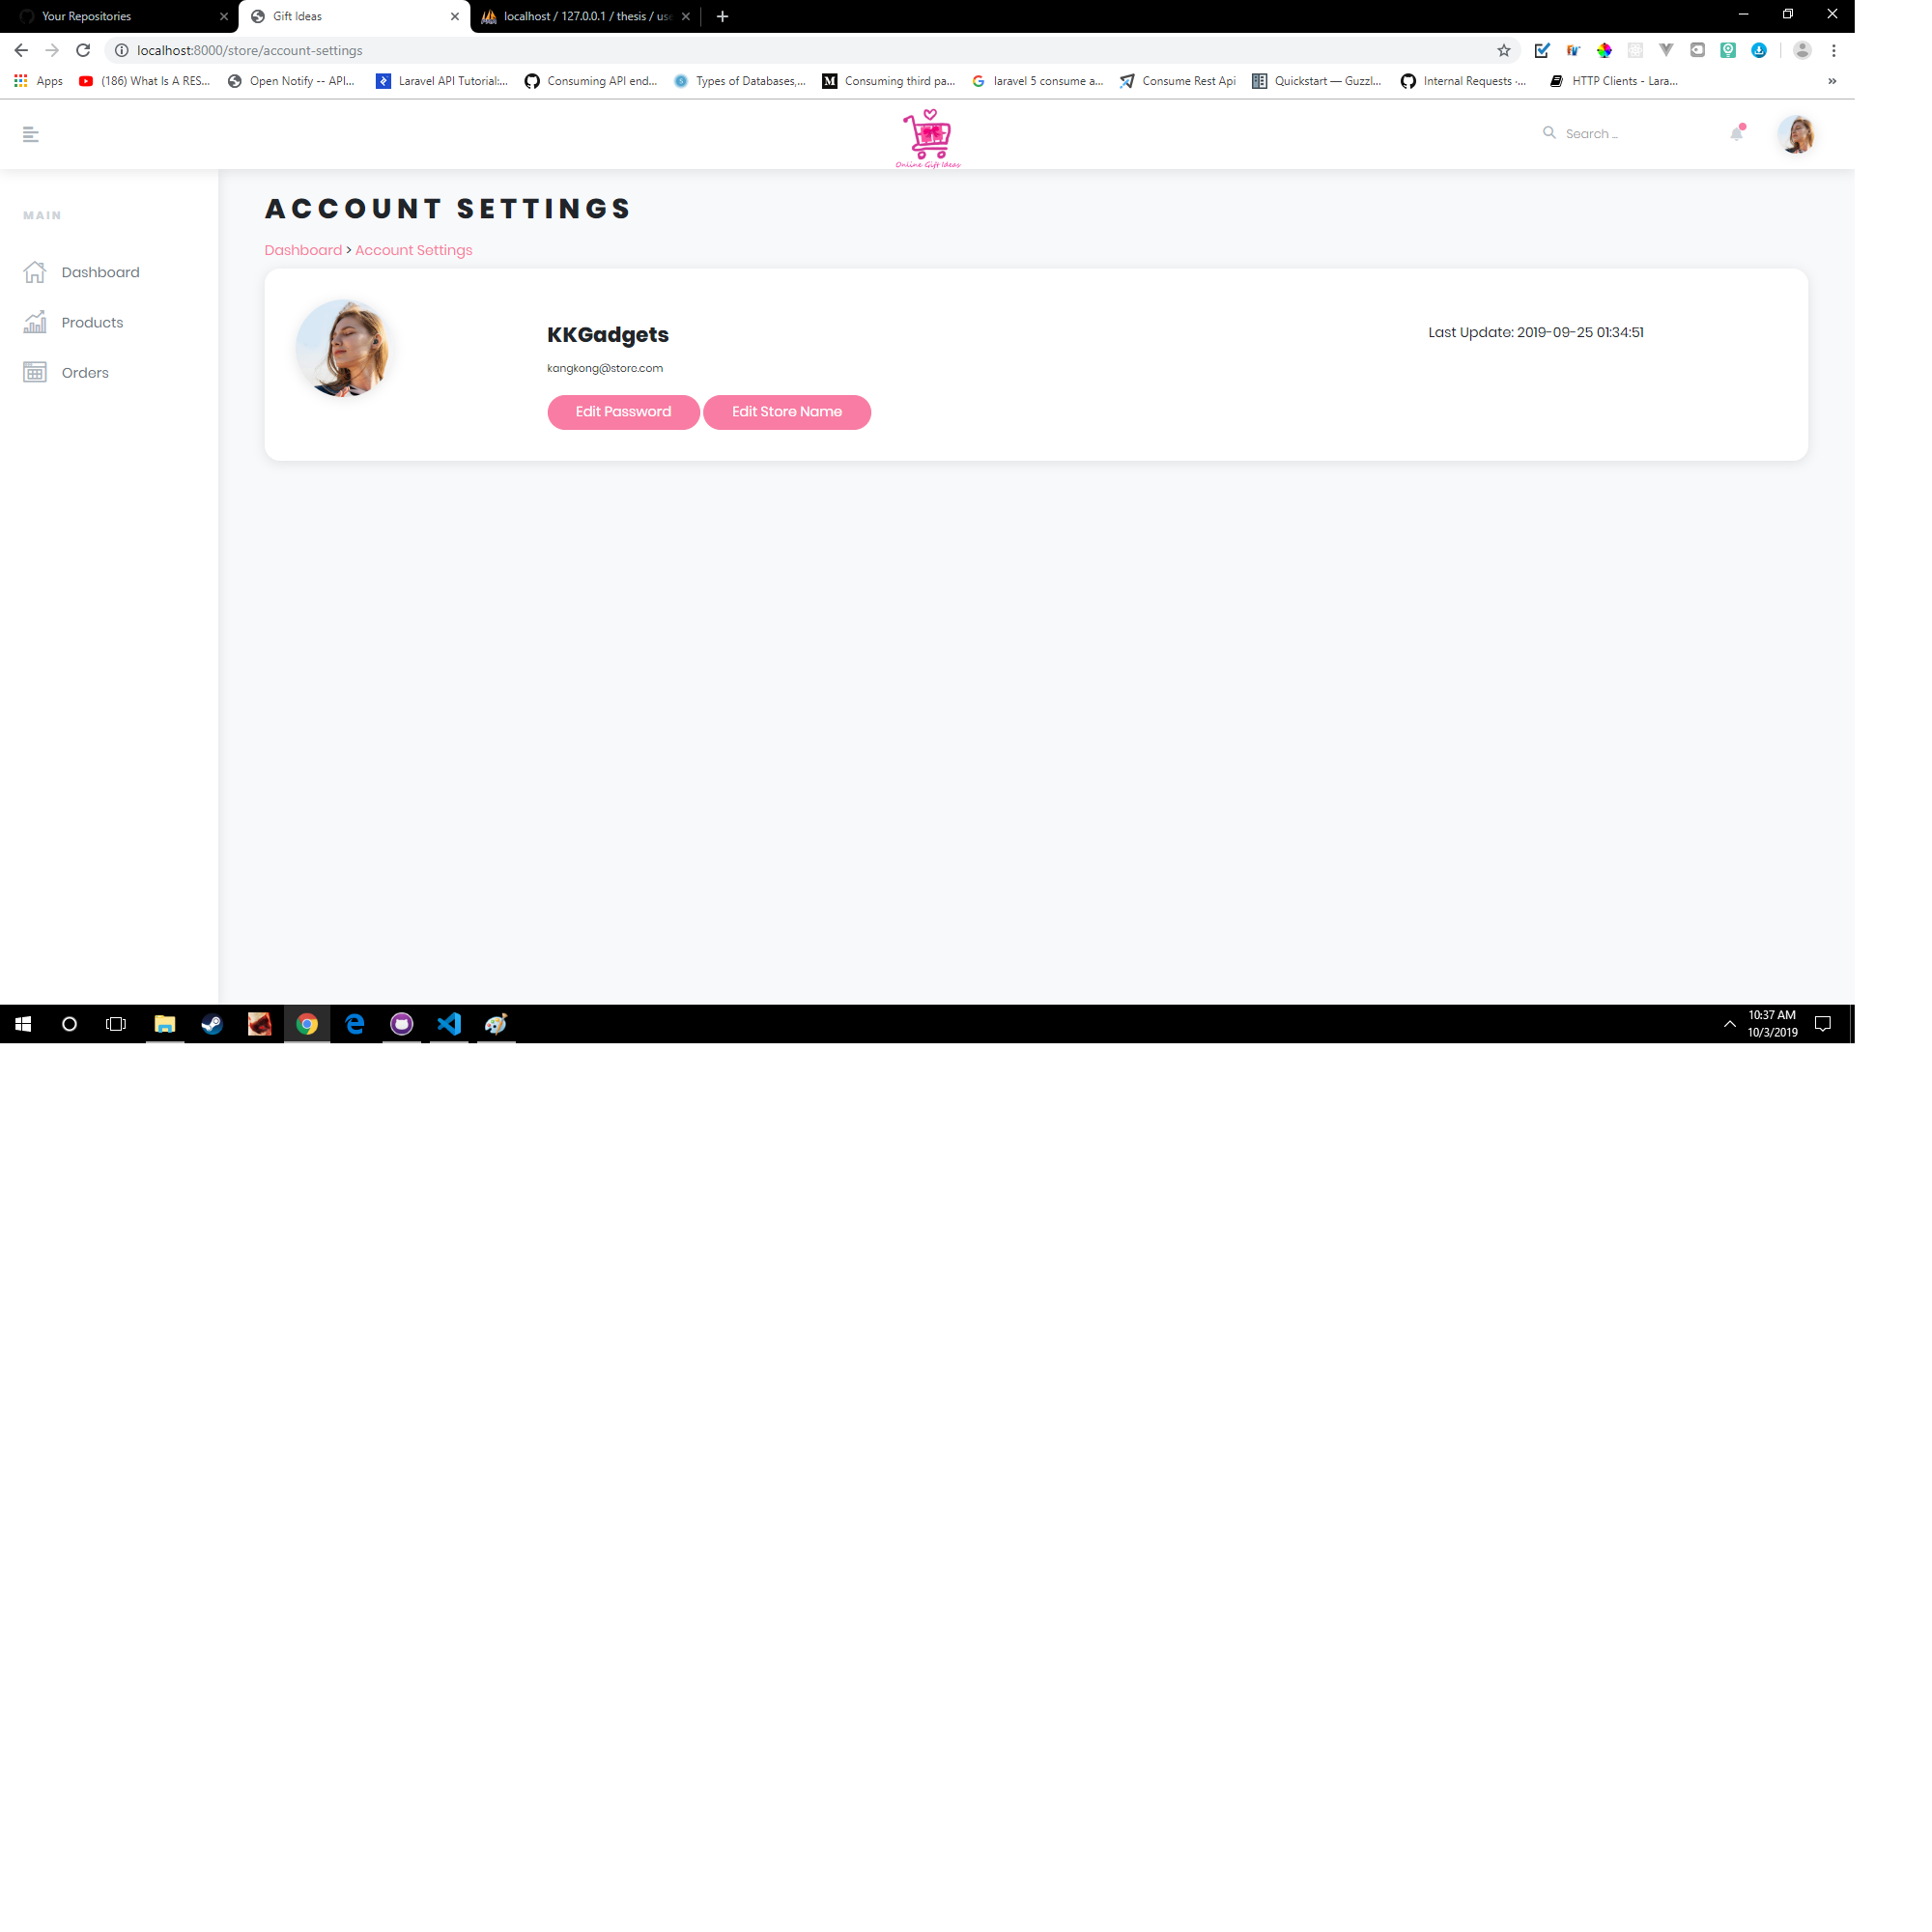 Your Repositories
Gift Ideas
localhost / 127.0.0.1 / thesis / use
localhost:8000/store/account-settings
Apps
(186) What Is A RES...
Open Notify -- API...
Laravel API Tutorial:...
Consuming API end...
Types of Databases,...
Consuming third pa...
laravel 5 consume a...
Consume Rest Api
Quickstart — Guzzl...
Internal Requests ·...
HTTP Clients - Lara...
»
Online Gift Ideas
Search ...
MAIN
Dashboard
Products
Orders
ACCOUNT SETTINGS
Dashboard > Account Settings
KKGadgets
Last Update: 2019-09-25 01:34:51
kangkong@store.com
Edit Password
Edit Store Name
10:37 AM
10/3/2019